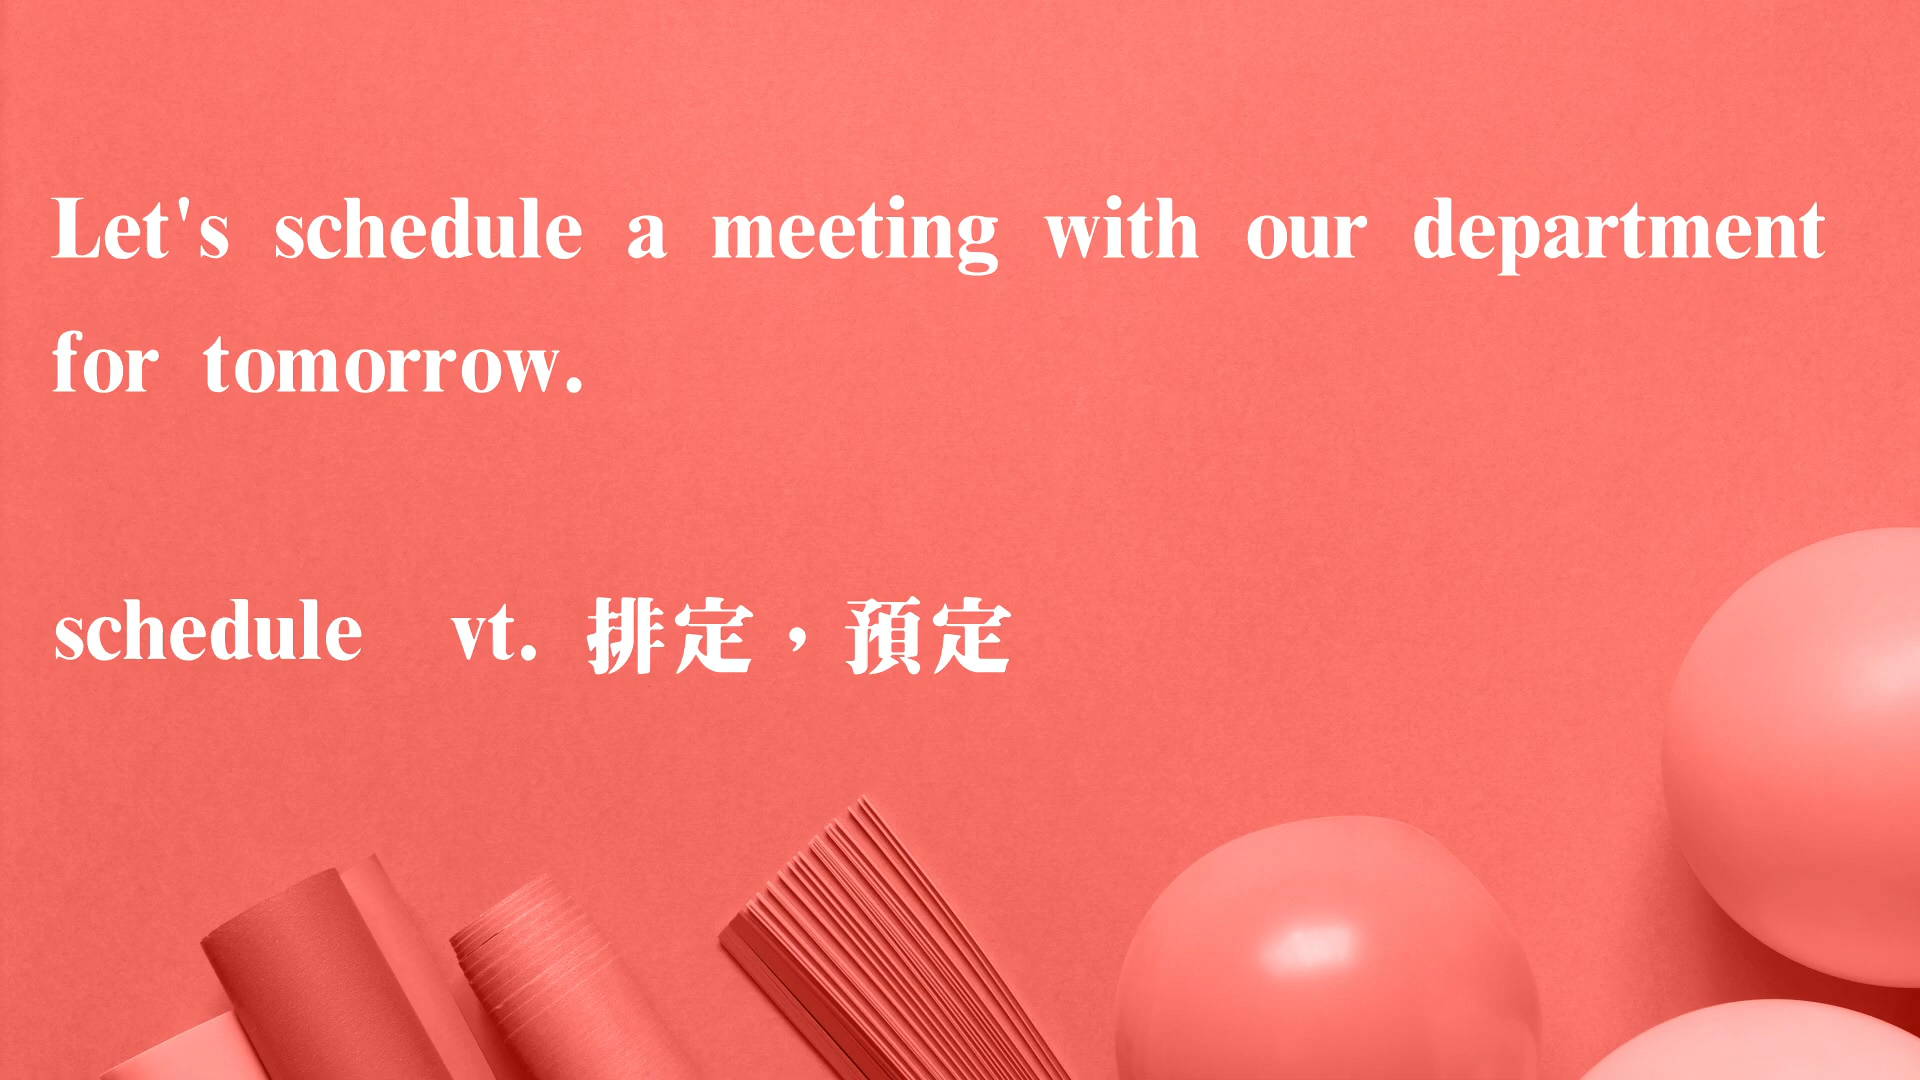 Let's schedule a meeting with our department
for tomorrow.
schedule vt. 排定，預定